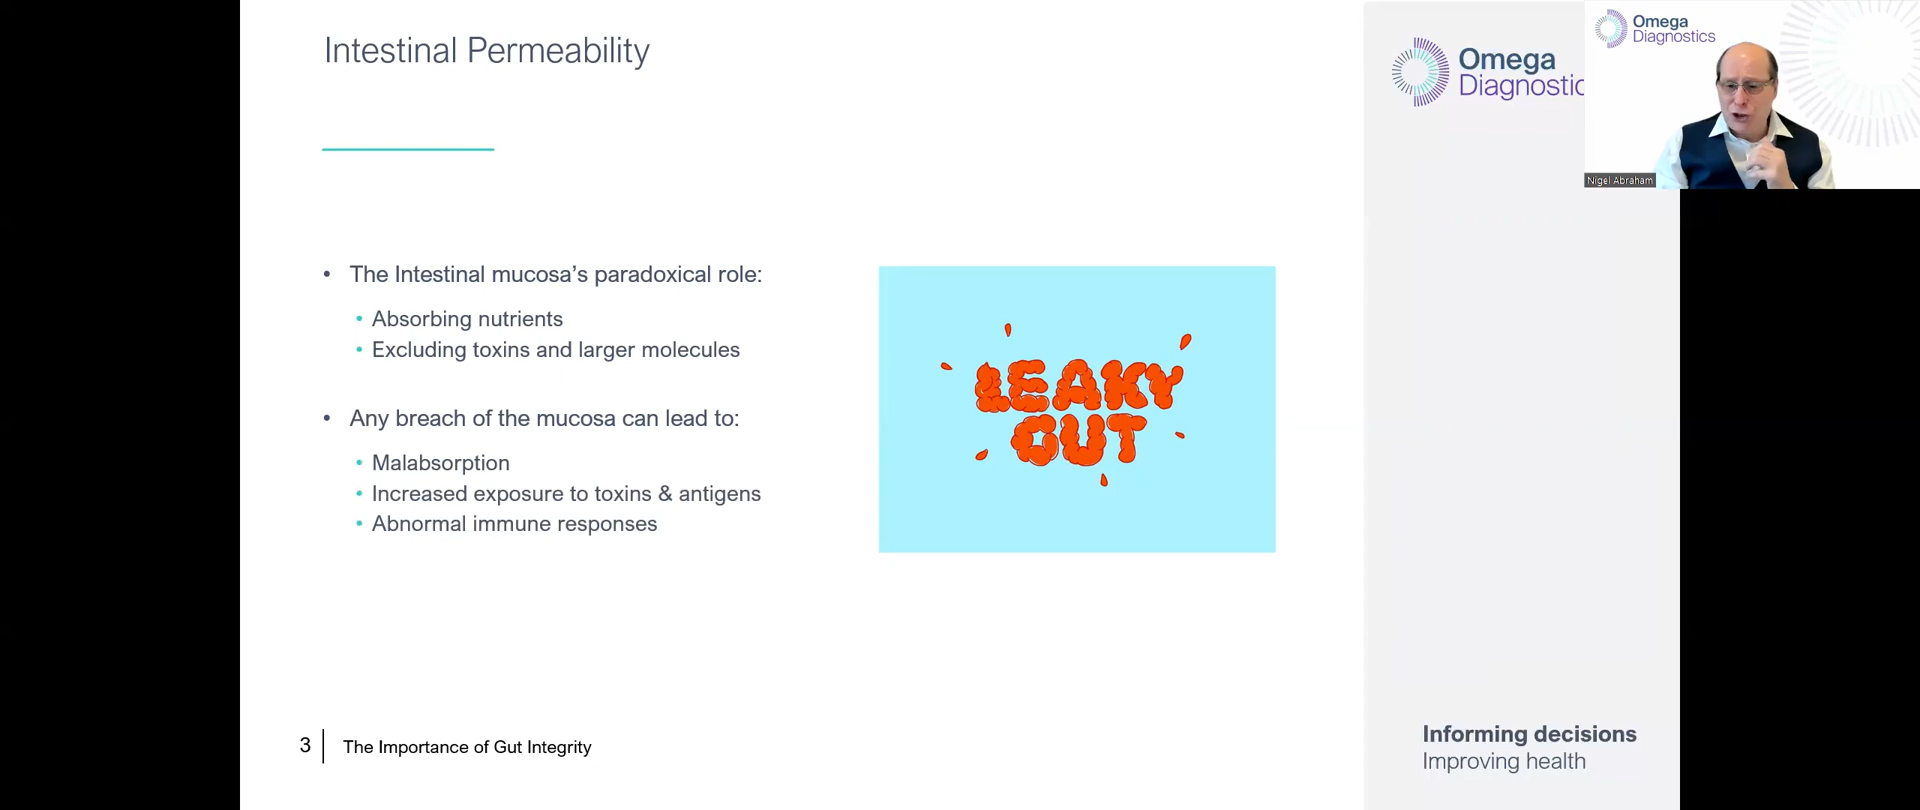 Intestinal Permeability
Omega
Diagnostic
Omega
Diagnostics
Nigel Abraham
• The Intestinal mucosa’s paradoxical role:
• Absorbing nutrients
• Excluding toxins and larger molecules
• Any breach of the mucosa can lead to:
• Malabsorption
• Increased exposure to toxins & antigens
• Abnormal immune responses
LEAKY
GUT
3 The Importance of Gut Integrity
Informing decisions
Improving health